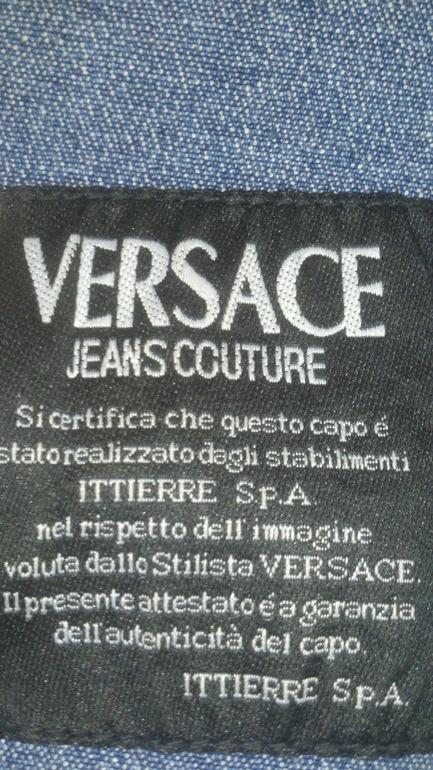 VERSACE
JEANS COUTURE
Si certifica che questo capo é
stato realizzato dagli stabilimenti
ITTIERRE S.p.A.
nel rispetto dell'immagine
voluta dallo Stilista VERSACE.
Il presente attestato é a garanzia
dell'autenticità del capo.
ITTIERRE S.p.A.